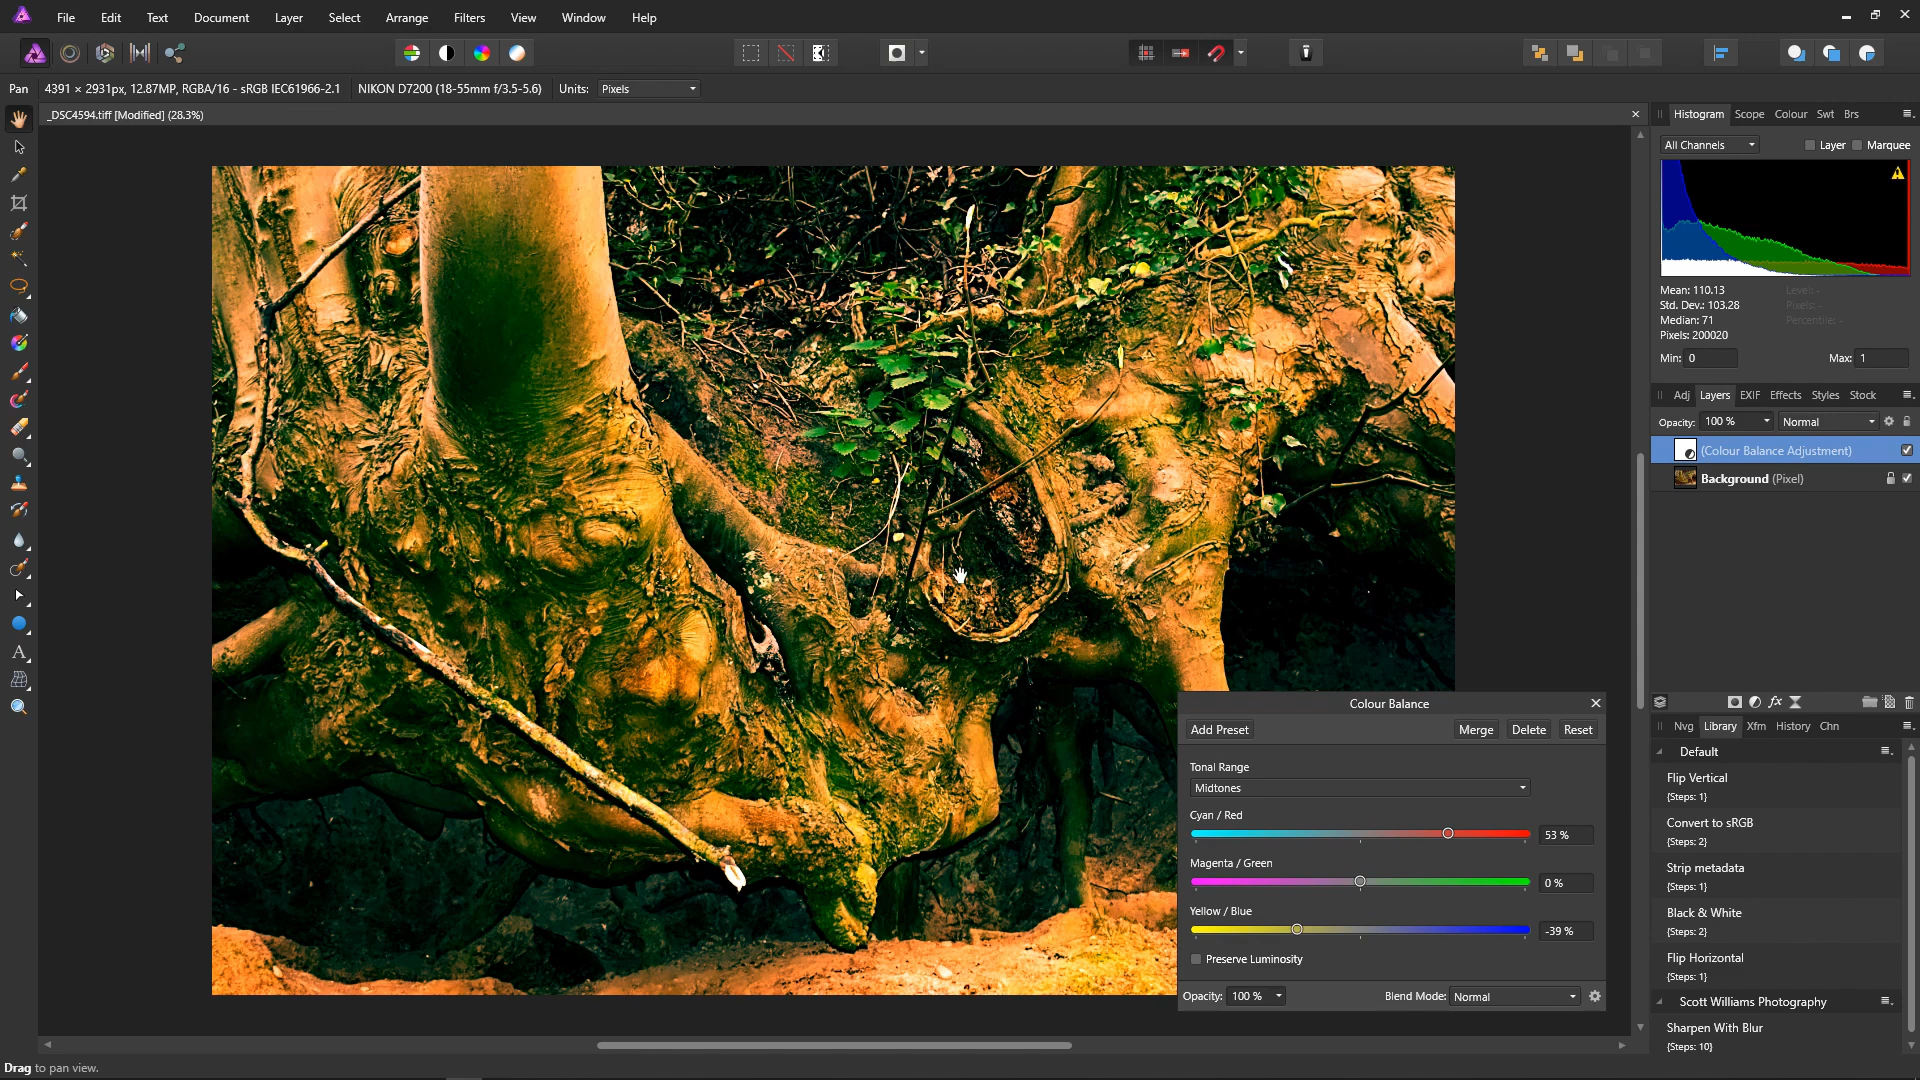 File Edit Text Document Layer Select Arrange Filters View Window Help
Pan 4391 × 2931px, 12.87MP, RGBA/16 - sRGB IEC61966-2.1 NIKON D7200 (18-55mm f/3.5-5.6) Units: Pixels
_DSC4594.tiff [Modified] (28.3%)
Histogram Scope Colour Swt Brs
All Channels Layer Marquee
Mean: 110.13 Level: -
Std. Dev.: 103.28 Pixels: -
Median: 71 Percentile: -
Pixels: 200020
Min: 0 Max: 1
Adj Layers EXIF Effects Styles Stock
Opacity: 100 % Normal
(Colour Balance Adjustment)
Background (Pixel)
Colour Balance
Add Preset Merge Delete Reset
Tonal Range
Midtones
Cyan / Red
53 %
Magenta / Green
0 %
Yellow / Blue
-39 %
Preserve Luminosity
Opacity: 100 % Blend Mode: Normal
Nvg Library Xfm History Chn
Default
Flip Vertical
{Steps: 1}
Convert to sRGB
{Steps: 2}
Strip metadata
{Steps: 1}
Black & White
{Steps: 2}
Flip Horizontal
{Steps: 1}
Scott Williams Photography
Sharpen With Blur
{Steps: 10}
Drag to pan view.